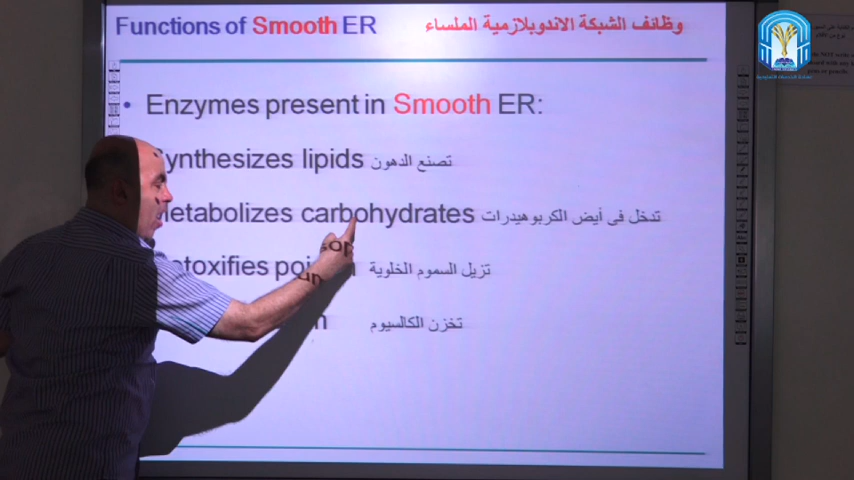 Functions of Smooth ER وظائف الشبكة الاندوبلازمية الملساء
• Enzymes present in Smooth ER:
ynthesizes lipids تصنع الدهون
etabolizes carbohydrates تدخل فى أيض الكربوهيدرات
toxifies poi تزيل السموم الخلوية
تخزن الكالسيوم